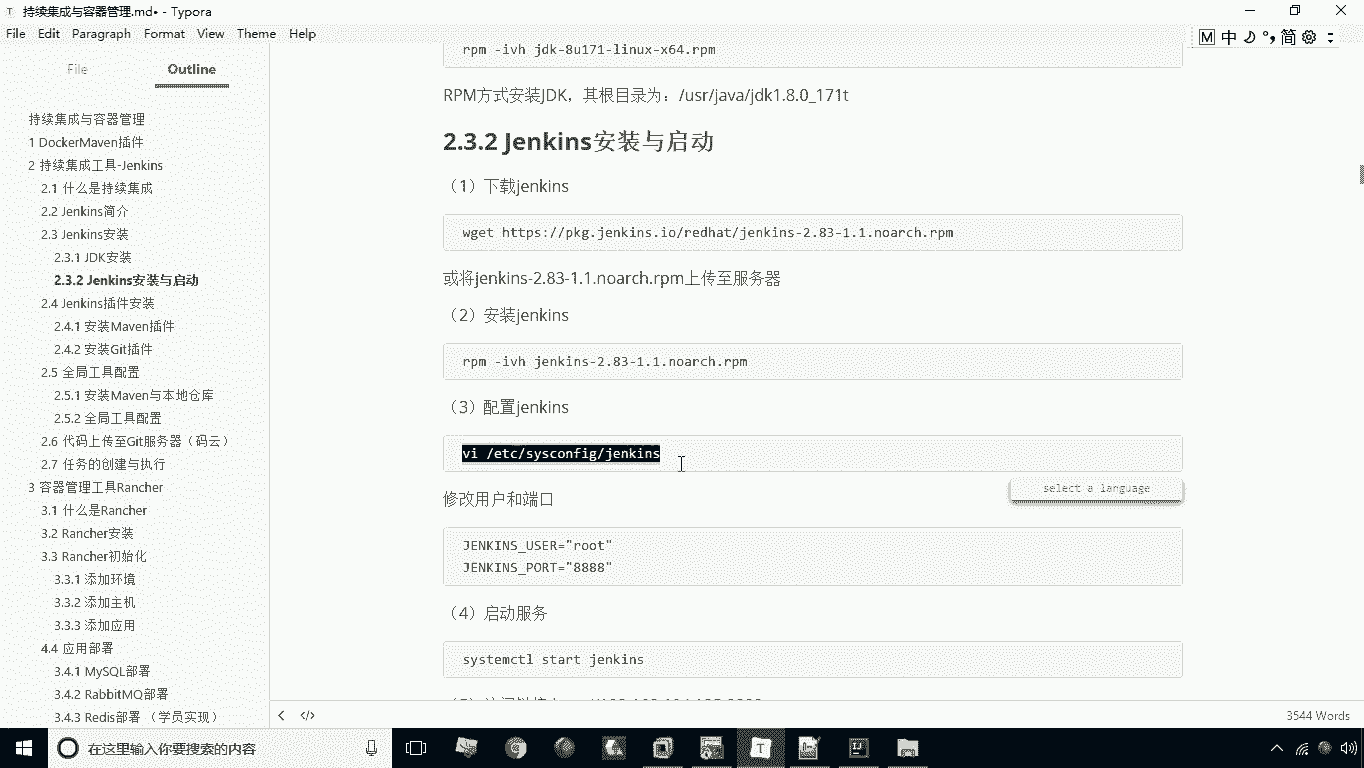 持续集成与容器管理.md• - Typora
File Edit Paragraph Format View Theme Help
M 中 简
File Outline
持续集成与容器管理
1 DockerMaven插件
2 持续集成工具-Jenkins
2.1 什么是持续集成
2.2 Jenkins简介
2.3 Jenkins安装
2.3.1 JDK安装
2.3.2 Jenkins安装与启动
2.4 Jenkins插件安装
2.4.1 安装Maven插件
2.4.2 安装Git插件
2.5 全局工具配置
2.5.1 安装Maven与本地仓库
2.5.2 全局工具配置
2.6 代码上传至Git服务器（码云）
2.7 任务的创建与执行
3 容器管理工具Rancher
3.1 什么是Rancher
3.2 Rancher安装
3.3 Rancher初始化
3.3.1 添加环境
3.3.2 添加主机
3.3.3 添加应用
4.4 应用部署
3.4.1 MySQL部署
3.4.2 RabbitMQ部署
3.4.3 Redis部署 （学员实现）
rpm -ivh jdk-8u171-linux-x64.rpm
RPM方式安装JDK，其根目录为：/usr/java/jdk1.8.0_171t
2.3.2 Jenkins安装与启动
（1）下载jenkins
wget https://pkg.jenkins.io/redhat/jenkins-2.83-1.1.noarch.rpm
或将jenkins-2.83-1.1.noarch.rpm上传至服务器
（2）安装jenkins
rpm -ivh jenkins-2.83-1.1.noarch.rpm
（3）配置jenkins
vi /etc/sysconfig/jenkins
select a language
修改用户和端口
JENKINS_USER="root"
JENKINS_PORT="8888"
（4）启动服务
systemctl start jenkins
3544 Words
在这里输入你要搜索的内容